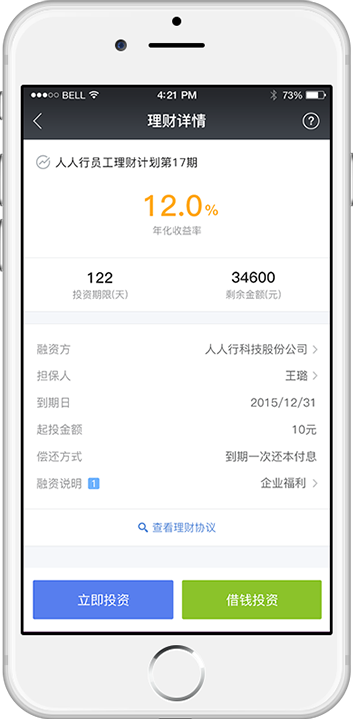 BELL 4:21 PM 73%
理财详情 ?
人人行员工理财计划第17期
12.0%
年化收益率
122 34600
投资期限(天) 剩余金额(元)
融资方 人人行科技股份公司
担保人 王璐
到期日 2015/12/31
起投金额 10元
偿还方式 到期一次还本付息
融资说明 1 企业福利
查看理财协议
立即投资 借钱投资